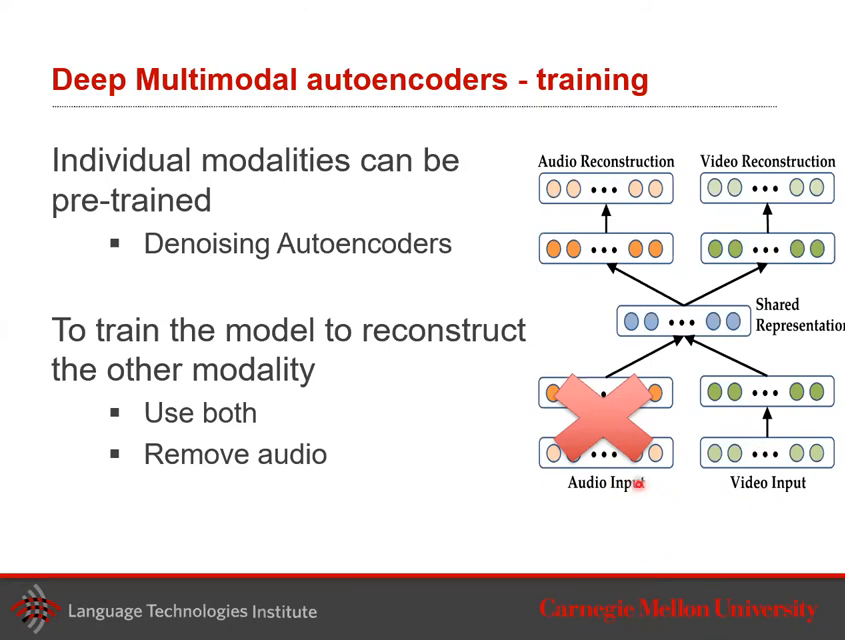 Deep Multimodal autoencoders - training
Individual modalities can be
pre-trained
Denoising Autoencoders
To train the model to reconstruct
the other modality
Use both
Remove audio
Audio Reconstruction
Video Reconstruction
Shared
Representation
Audio Input
Video Input
Language Technologies Institute
Carnegie Mellon University